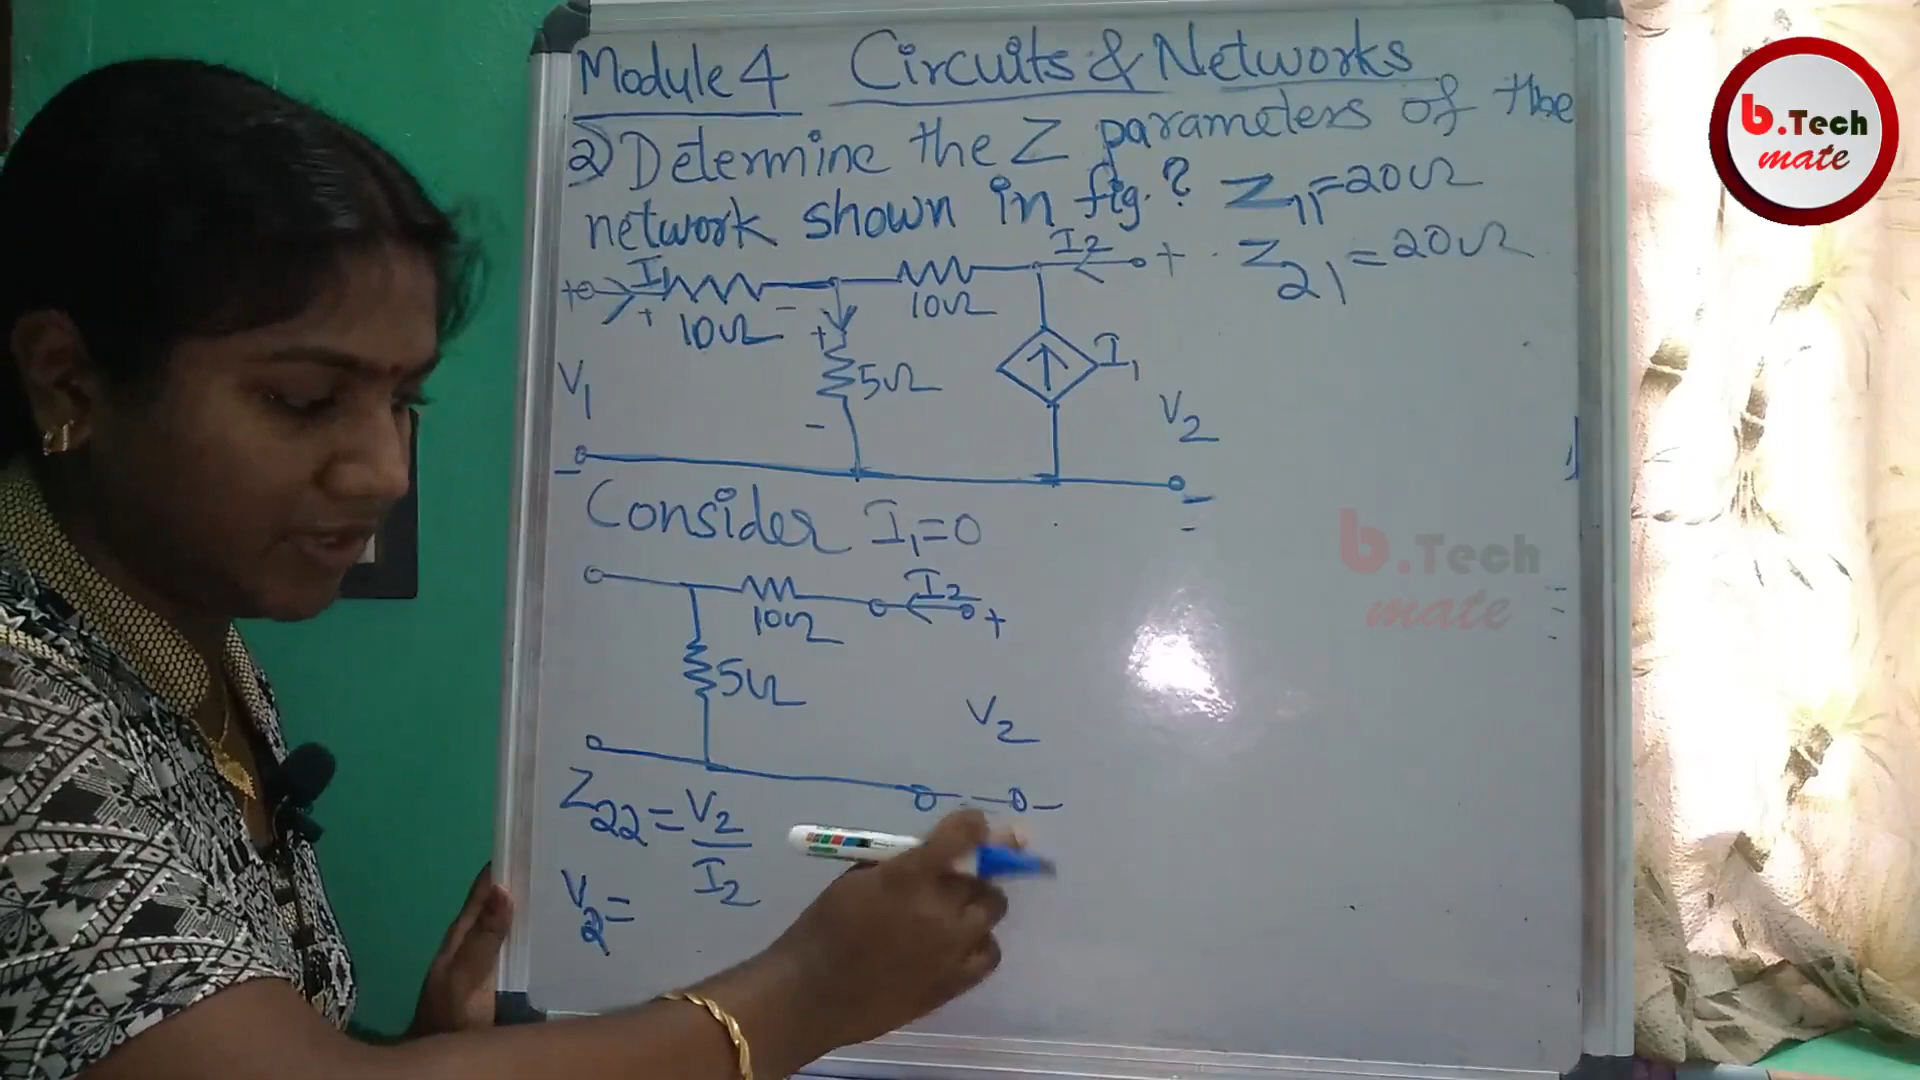 Module 4 Circuits & Networks
2) Determine the Z parameters of the
network shown in fig.? Z11=20Ω
Z21=20Ω
I1
I2
+
+
+
-
10Ω
10Ω
+
5Ω
-
I1
V1
V2
-
-
Consider I1=0
10Ω
I2
+
5Ω
V2
-
Z22=V2/I2
V2=
b.Tech
mate
b.Tech
mate